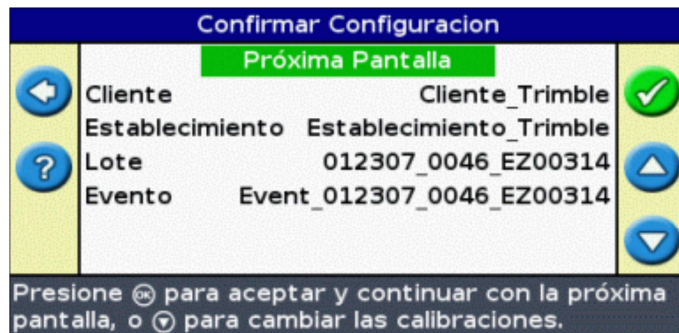 Confirmar Configuracion
Próxima Pantalla
Cliente Cliente_Trimble
Establecimiento Establecimiento_Trimble
Lote 012307_0046_EZ00314
Evento Event_012307_0046_EZ00314
?
Presione OK para aceptar y continuar con la próxima
pantalla, o para cambiar las calibraciones.